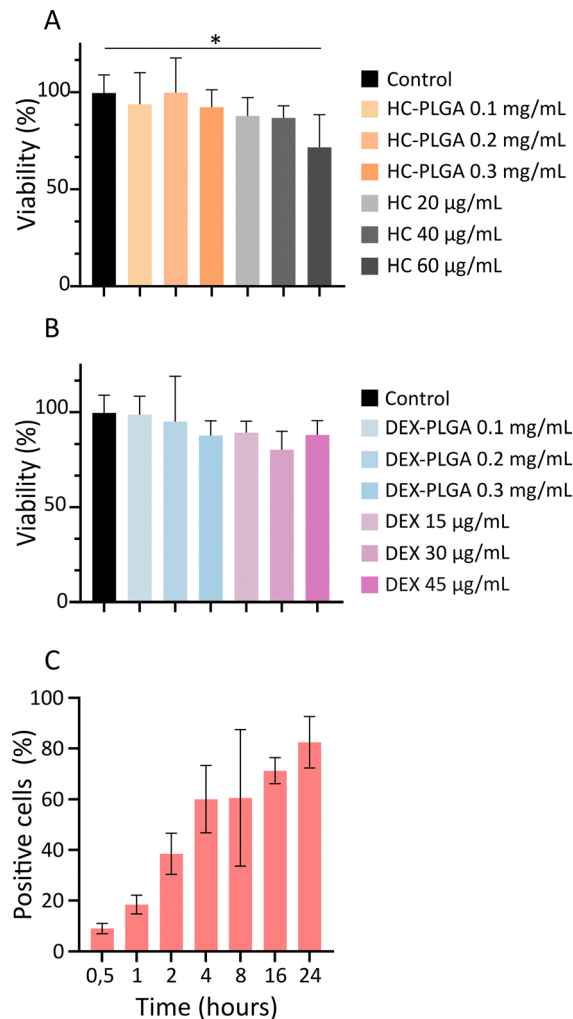 A
*
Viability (%)
100
50
0
Control
HC-PLGA 0.1 mg/mL
HC-PLGA 0.2 mg/mL
HC-PLGA 0.3 mg/mL
HC 20 µg/mL
HC 40 µg/mL
HC 60 µg/mL
B
Viability (%)
100
50
0
Control
DEX-PLGA 0.1 mg/mL
DEX-PLGA 0.2 mg/mL
DEX-PLGA 0.3 mg/mL
DEX 15 µg/mL
DEX 30 µg/mL
DEX 45 µg/mL
C
Positive cells (%)
100
80
60
40
20
0
0,5 1 2 4 8 16 24
Time (hours)